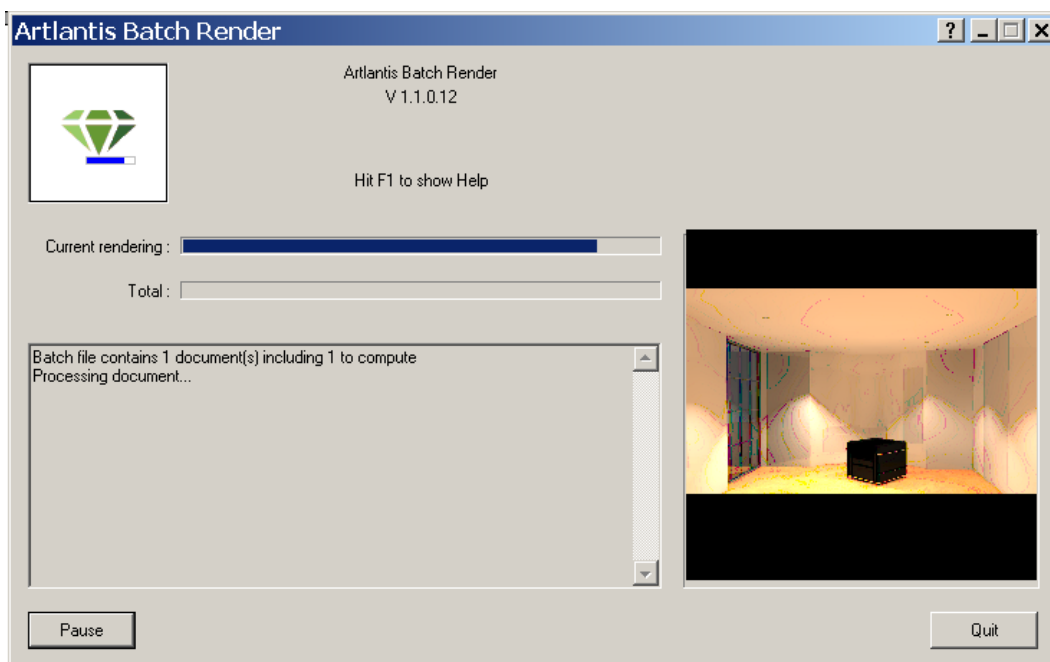 Artlantis Batch Render
Artlantis Batch Render
V 1.1.0.12
Hit F1 to show Help
Current rendering :
Total :
Batch file contains 1 document(s) including 1 to compute
Processing document...
Pause
Quit